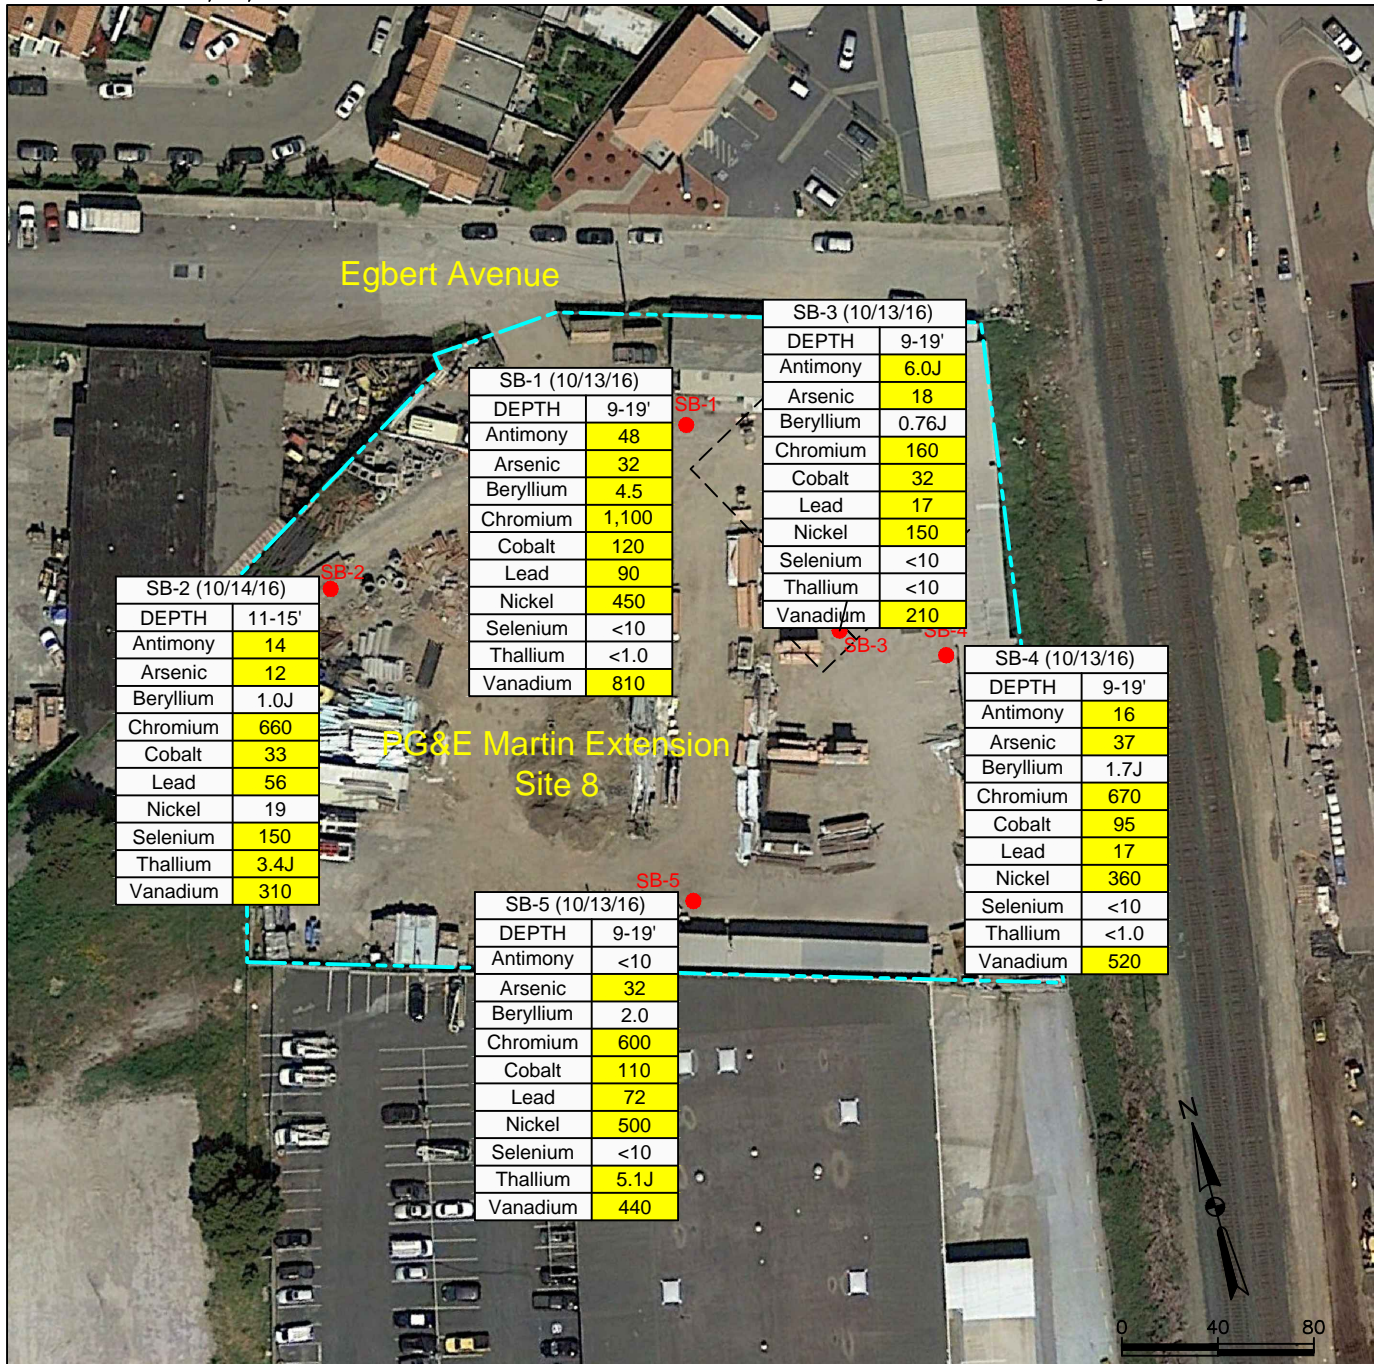 Egbert Avenue
SB-3 (10/13/16)
DEPTH 9-19'
Antimony 6.0J
Arsenic 18
Beryllium 0.76J
Chromium 160
Cobalt 32
Lead 17
Nickel 150
Selenium <10
Thallium <10
Vanadium 210
SB-1 (10/13/16)
DEPTH 9-19'
Antimony 48
Arsenic 32
Beryllium 4.5
Chromium 1,100
Cobalt 120
Lead 90
Nickel 450
Selenium <10
Thallium <1.0
Vanadium 810
SB-1
SB-2
SB-2 (10/14/16)
DEPTH 11-15'
Antimony 14
Arsenic 12
Beryllium 1.0J
Chromium 660
Cobalt 33
Lead 56
Nickel 19
Selenium 150
Thallium 3.4J
Vanadium 310
SB-3
SB-4
SB-4 (10/13/16)
DEPTH 9-19'
Antimony 16
Arsenic 37
Beryllium 1.7J
Chromium 670
Cobalt 95
Lead 17
Nickel 360
Selenium <10
Thallium <1.0
Vanadium 520
PG&E Martin Extension
Site 8
SB-5
SB-5 (10/13/16)
DEPTH 9-19'
Antimony <10
Arsenic 32
Beryllium 2.0
Chromium 600
Cobalt 110
Lead 72
Nickel 500
Selenium <10
Thallium 5.1J
Vanadium 440
N
0 40 80